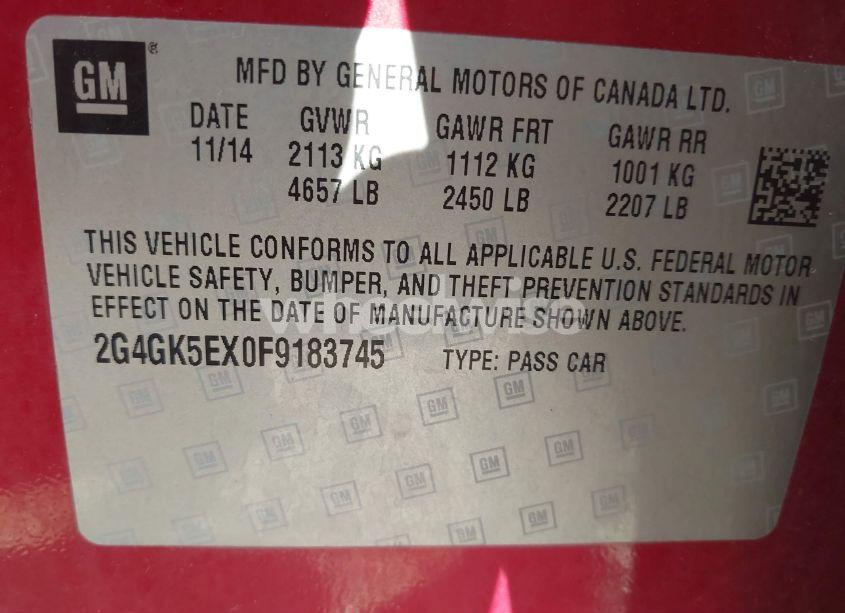 GM®
MFD BY GENERAL MOTORS OF CANADA LTD.
DATE GVWR GAWR FRT GAWR RR
11/14 2113 KG 1112 KG 1001 KG
4657 LB 2450 LB 2207 LB
THIS VEHICLE CONFORMS TO ALL APPLICABLE U.S. FEDERAL MOTOR
VEHICLE SAFETY, BUMPER, AND THEFT PREVENTION STANDARDS IN
EFFECT ON THE DATE OF MANUFACTURE SHOWN ABOVE.
wheelwise
2G4GK5EX0F9183745 TYPE: PASS CAR